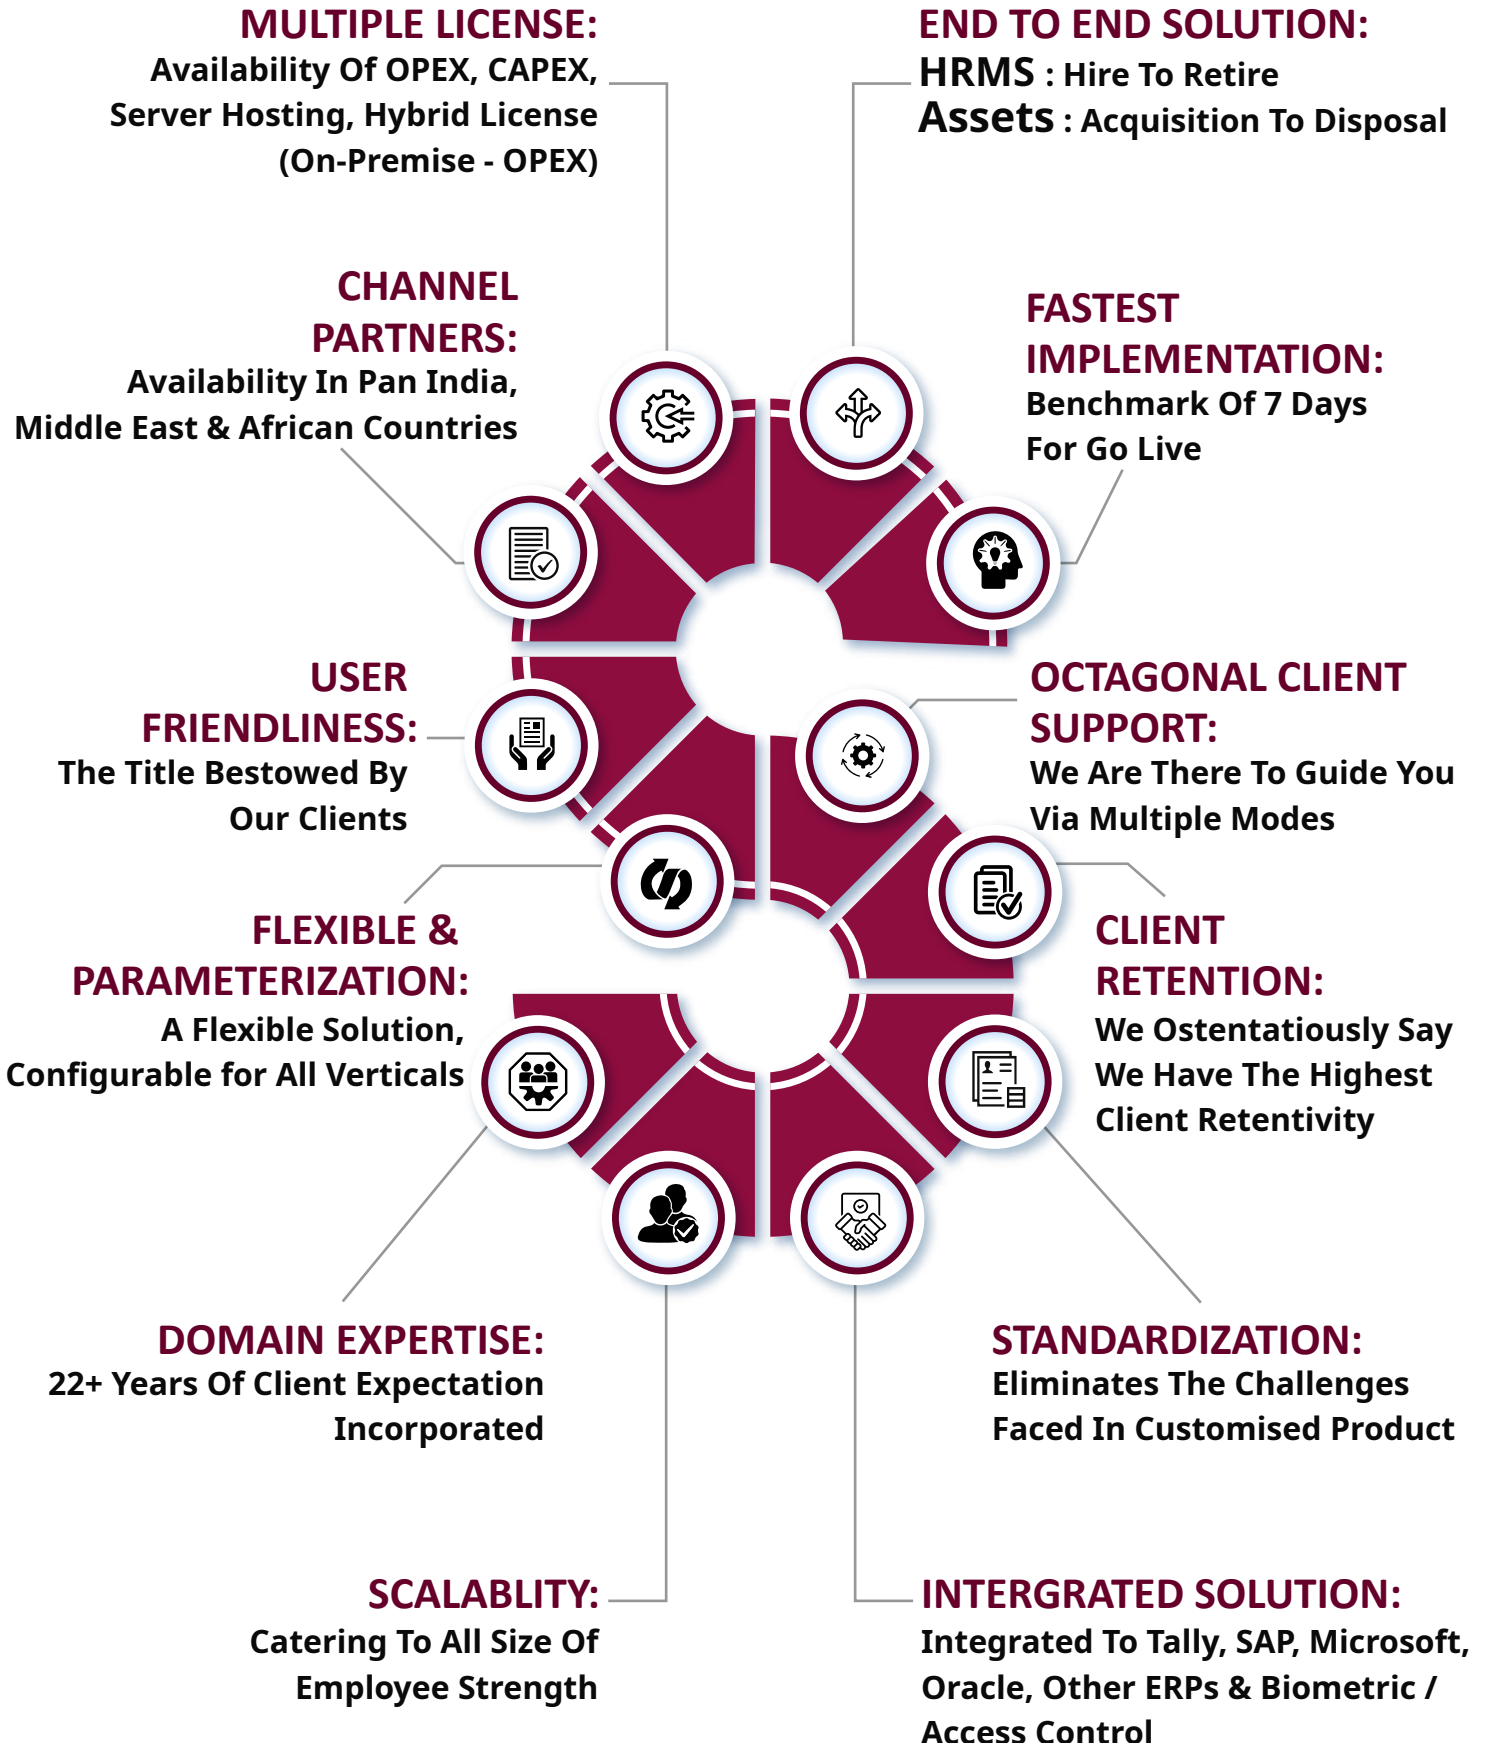 MULTIPLE LICENSE:
Availability Of OPEX, CAPEX,
Server Hosting, Hybrid License
(On-Premise - OPEX)
END TO END SOLUTION:
HRMS : Hire To Retire
Assets : Acquisition To Disposal
CHANNEL
PARTNERS:
Availability In Pan India,
Middle East & African Countries
FASTEST
IMPLEMENTATION:
Benchmark Of 7 Days
For Go Live
USER
FRIENDLINESS:
The Title Bestowed By
Our Clients
OCTAGONAL CLIENT
SUPPORT:
We Are There To Guide You
Via Multiple Modes
FLEXIBLE &
PARAMETERIZATION:
A Flexible Solution,
Configurable for All Verticals
CLIENT
RETENTION:
We Ostentatiously Say
We Have The Highest
Client Retentivity
DOMAIN EXPERTISE:
22+ Years Of Client Expectation
Incorporated
STANDARDIZATION:
Eliminates The Challenges
Faced In Customised Product
SCALABLITY:
Catering To All Size Of
Employee Strength
INTERGRATED SOLUTION:
Integrated To Tally, SAP, Microsoft,
Oracle, Other ERPs & Biometric /
Access Control